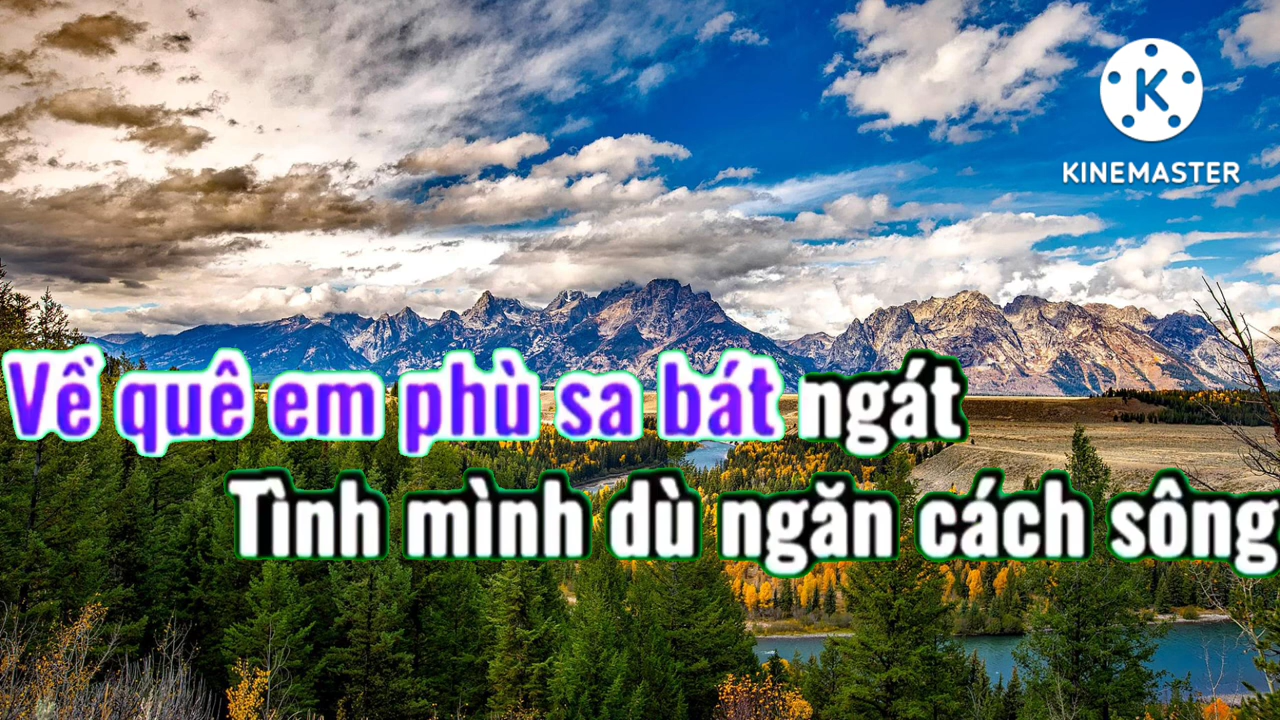 KINEMASTER
Về quê em phù sa bát ngát
Tình mình dù ngăn cách sông